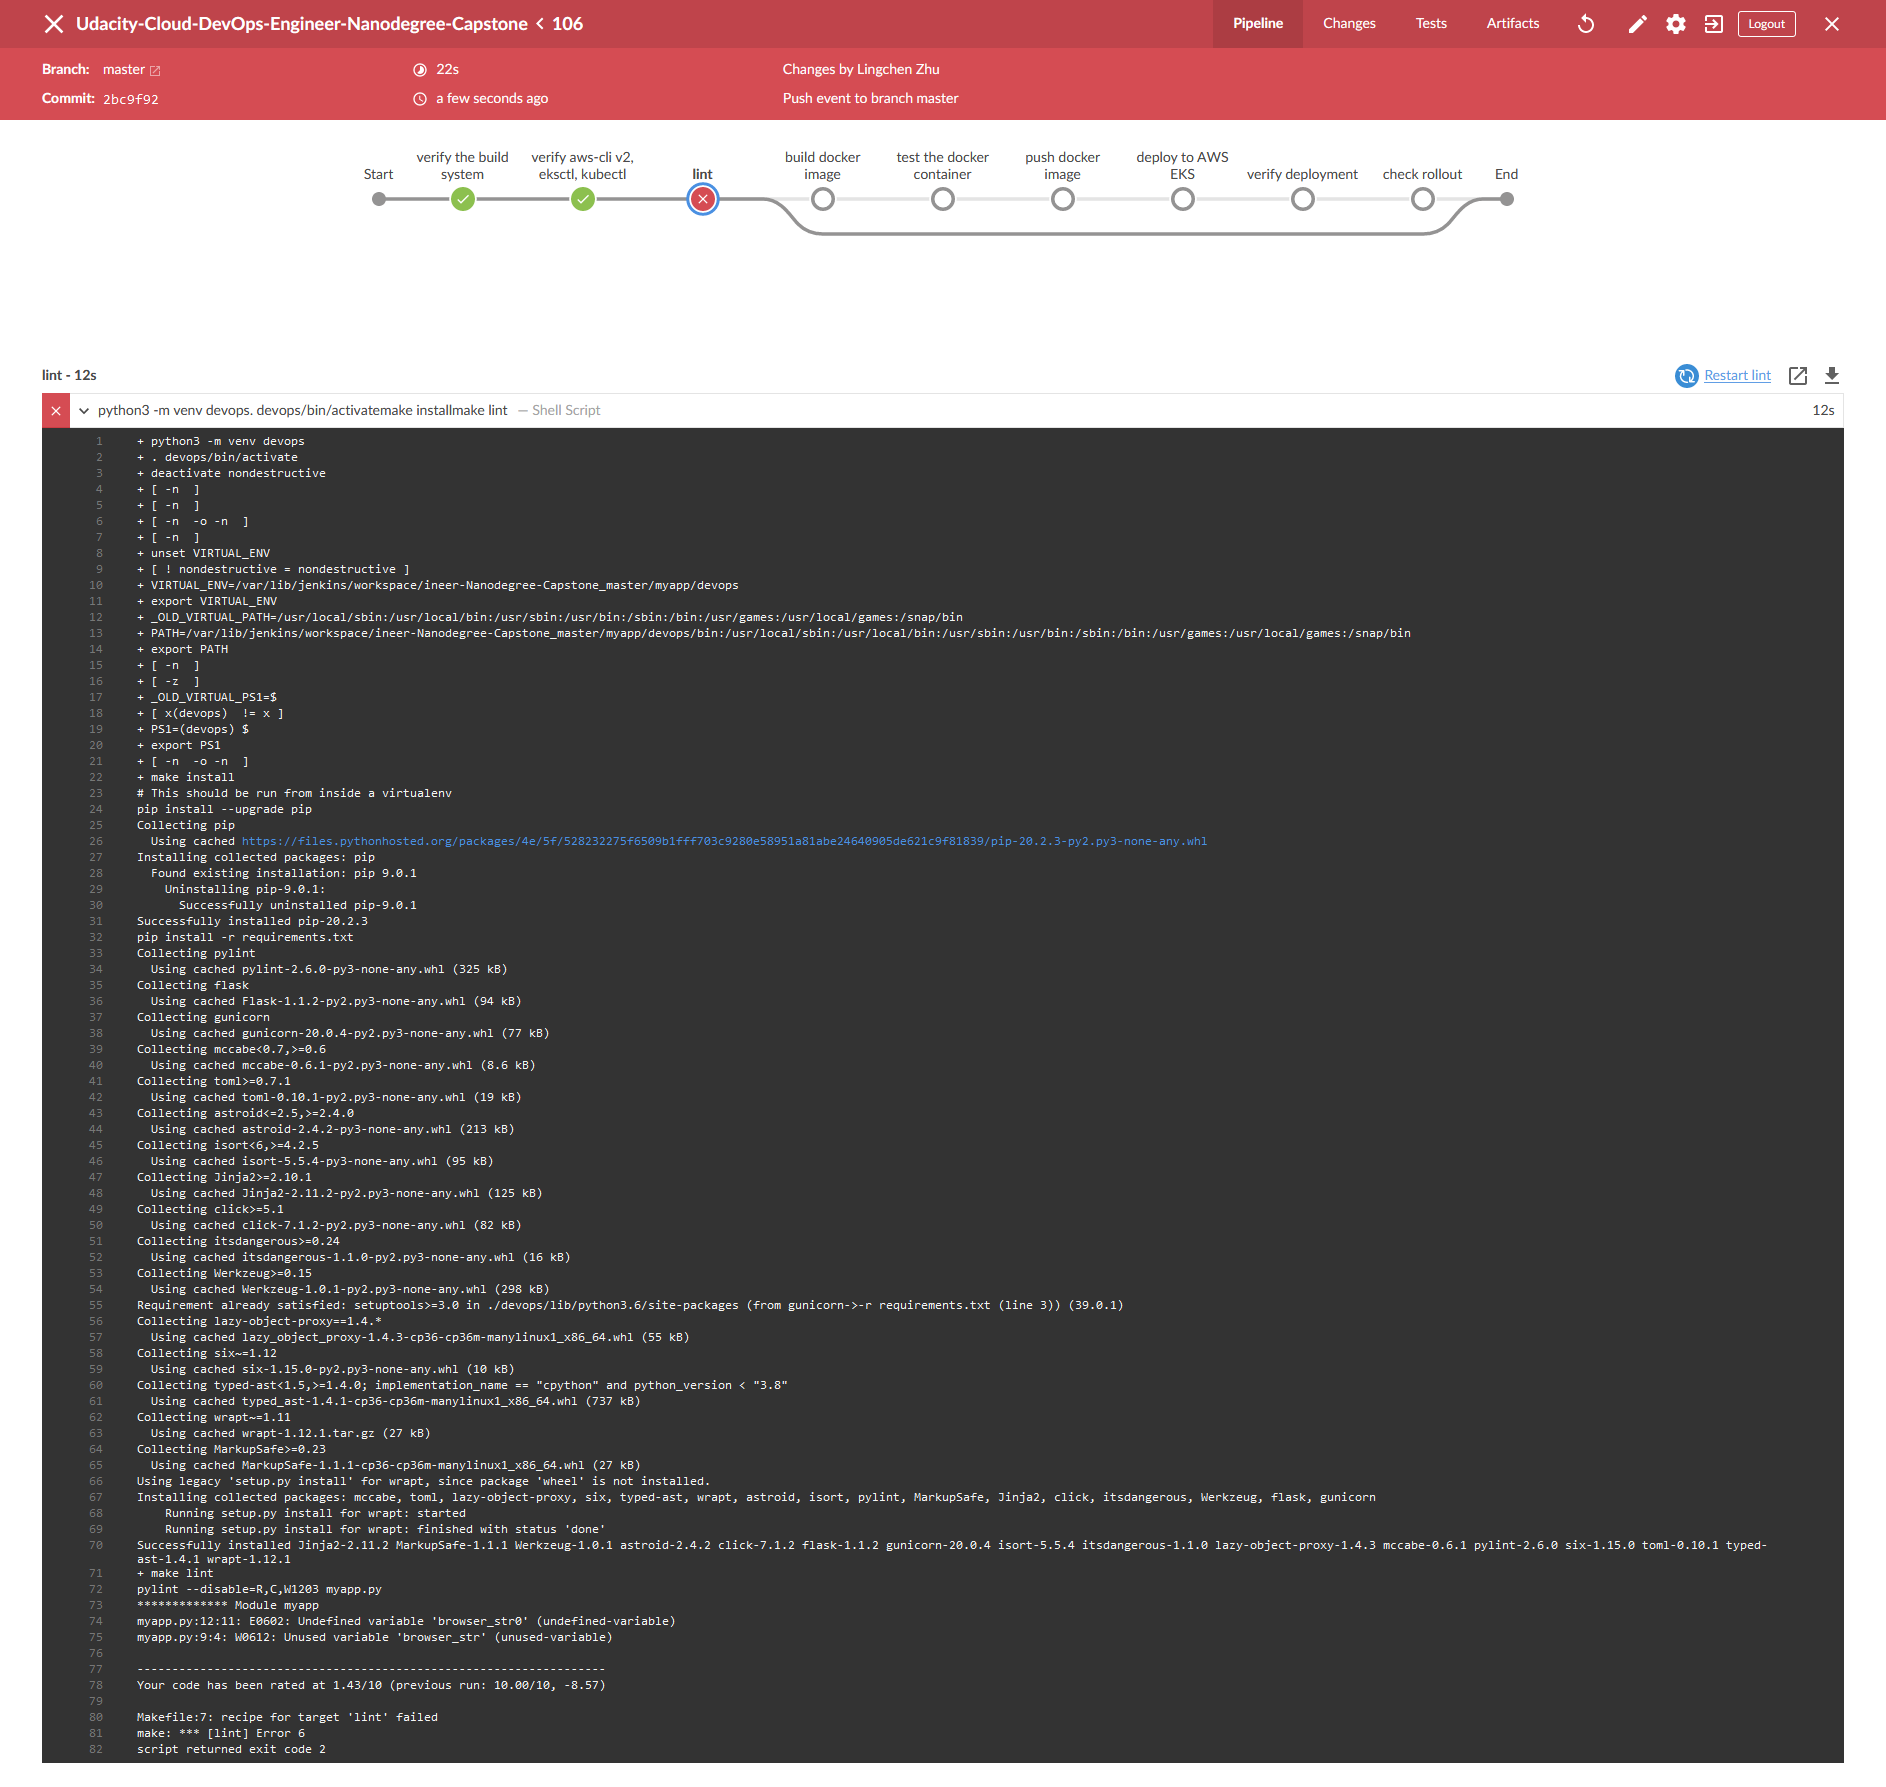 Udacity-Cloud-DevOps-Engineer-Nanodegree-Capstone < 106
Pipeline
Changes
Tests
Artifacts
Logout
Branch: master
22s
Changes by Lingchen Zhu
Commit: 2bc9f92
a few seconds ago
Push event to branch master
Start
verify the build
system
verify aws-cli v2,
eksctl, kubectl
lint
build docker
image
test the docker
container
push docker
image
deploy to AWS
EKS
verify deployment
check rollout
End
lint - 12s
Restart lint
python3 -m venv devops. devops/bin/activatemake installmake lint — Shell Script
12s
1 + python3 -m venv devops
2 + . devops/bin/activate
3 + deactivate nondestructive
4 + [ -n  ]
5 + [ -n  ]
6 + [ -n  -o -n  ]
7 + [ -n  ]
8 + unset VIRTUAL_ENV
9 + [ ! nondestructive = nondestructive ]
10 + VIRTUAL_ENV=/var/lib/jenkins/workspace/ineer-Nanodegree-Capstone_master/myapp/devops
11 + export VIRTUAL_ENV
12 + _OLD_VIRTUAL_PATH=/usr/local/sbin:/usr/local/bin:/usr/sbin:/usr/bin:/sbin:/bin:/usr/games:/usr/local/games:/snap/bin
13 + PATH=/var/lib/jenkins/workspace/ineer-Nanodegree-Capstone_master/myapp/devops/bin:/usr/local/sbin:/usr/local/bin:/usr/sbin:/usr/bin:/sbin:/bin:/usr/games:/usr/local/games:/snap/bin
14 + export PATH
15 + [ -n  ]
16 + [ -z  ]
17 + _OLD_VIRTUAL_PS1=$
18 + [ x(devops)  != x ]
19 + PS1=(devops) $
20 + export PS1
21 + [ -n  -o -n  ]
22 + make install
23 # This should be run from inside a virtualenv
24 pip install --upgrade pip
25 Collecting pip
26 Using cached https://files.pythonhosted.org/packages/4e/5f/528232275f6509b1fff703c9280e58951a81abe24640905de621c9f81839/pip-20.2.3-py2.py3-none-any.whl
27 Installing collected packages: pip
28 Found existing installation: pip 9.0.1
29 Uninstalling pip-9.0.1:
30 Successfully uninstalled pip-9.0.1
31 Successfully installed pip-20.2.3
32 pip install -r requirements.txt
33 Collecting pylint
34 Using cached pylint-2.6.0-py3-none-any.whl (325 kB)
35 Collecting flask
36 Using cached Flask-1.1.2-py2.py3-none-any.whl (94 kB)
37 Collecting gunicorn
38 Using cached gunicorn-20.0.4-py2.py3-none-any.whl (77 kB)
39 Collecting mccabe<0.7,>=0.6
40 Using cached mccabe-0.6.1-py2.py3-none-any.whl (8.6 kB)
41 Collecting toml>=0.7.1
42 Using cached toml-0.10.1-py2.py3-none-any.whl (19 kB)
43 Collecting astroid<=2.5,>=2.4.0
44 Using cached astroid-2.4.2-py3-none-any.whl (213 kB)
45 Collecting isort<6,>=4.2.5
46 Using cached isort-5.5.4-py3-none-any.whl (95 kB)
47 Collecting Jinja2>=2.10.1
48 Using cached Jinja2-2.11.2-py2.py3-none-any.whl (125 kB)
49 Collecting click>=5.1
50 Using cached click-7.1.2-py2.py3-none-any.whl (82 kB)
51 Collecting itsdangerous>=0.24
52 Using cached itsdangerous-1.1.0-py2.py3-none-any.whl (16 kB)
53 Collecting Werkzeug>=0.15
54 Using cached Werkzeug-1.0.1-py2.py3-none-any.whl (298 kB)
55 Requirement already satisfied: setuptools>=3.0 in ./devops/lib/python3.6/site-packages (from gunicorn->-r requirements.txt (line 3)) (39.0.1)
56 Collecting lazy-object-proxy==1.4.*
57 Using cached lazy_object_proxy-1.4.3-cp36-cp36m-manylinux1_x86_64.whl (55 kB)
58 Collecting six~=1.12
59 Using cached six-1.15.0-py2.py3-none-any.whl (10 kB)
60 Collecting typed-ast<1.5,>=1.4.0; implementation_name == "cpython" and python_version < "3.8"
61 Using cached typed_ast-1.4.1-cp36-cp36m-manylinux1_x86_64.whl (737 kB)
62 Collecting wrapt~=1.11
63 Using cached wrapt-1.12.1.tar.gz (27 kB)
64 Collecting MarkupSafe>=0.23
65 Using cached MarkupSafe-1.1.1-cp36-cp36m-manylinux1_x86_64.whl (27 kB)
66 Using legacy 'setup.py install' for wrapt, since package 'wheel' is not installed.
67 Installing collected packages: mccabe, toml, lazy-object-proxy, six, typed-ast, wrapt, astroid, isort, pylint, MarkupSafe, Jinja2, click, itsdangerous, Werkzeug, flask, gunicorn
68 Running setup.py install for wrapt: started
69 Running setup.py install for wrapt: finished with status 'done'
70 Successfully installed Jinja2-2.11.2 MarkupSafe-1.1.1 Werkzeug-1.0.1 astroid-2.4.2 click-7.1.2 flask-1.1.2 gunicorn-20.0.4 isort-5.5.4 itsdangerous-1.1.0 lazy-object-proxy-1.4.3 mccabe-0.6.1 pylint-2.6.0 six-1.15.0 toml-0.10.1 typed-
ast-1.4.1 wrapt-1.12.1
71 + make lint
72 pylint --disable=R,C,W1203 myapp.py
73 ************* Module myapp
74 myapp.py:12:11: E0602: Undefined variable 'browser_str0' (undefined-variable)
75 myapp.py:9:4: W0612: Unused variable 'browser_str' (unused-variable)
76
77 -------------------------------------------------------------------
78 Your code has been rated at 1.43/10 (previous run: 10.00/10, -8.57)
79
80 Makefile:7: recipe for target 'lint' failed
81 make: *** [lint] Error 6
82 script returned exit code 2